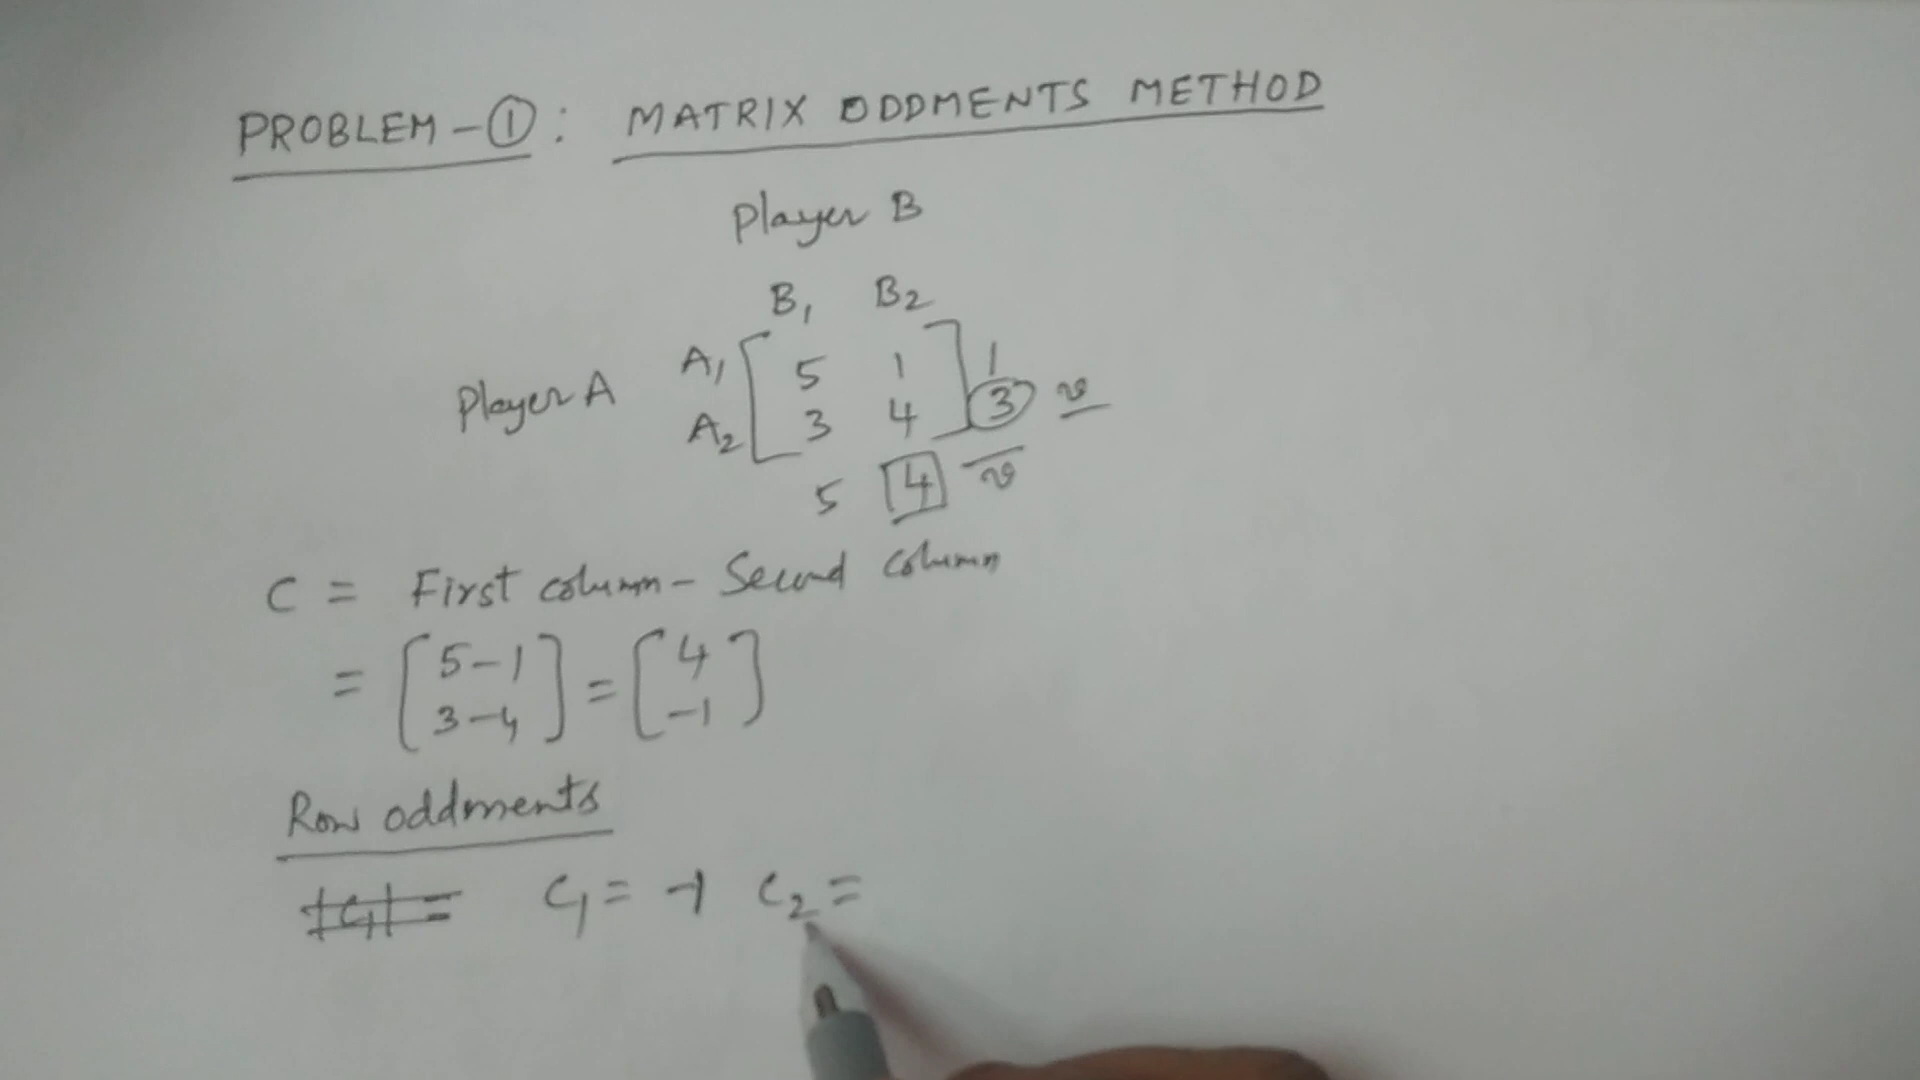 PROBLEM - ① : MATRIX ODDMENTS METHOD
Player B
B₁ B₂
Player A A₁ [ 5 1 ] 1
A₂ [ 3 4 ] ③ v̲
5 4 v̅
C = First column - Second column
= [ 5-1 ] = [ 4 ]
[ 3-4 ] [ -1 ]
Row oddments
|C₁| = C₁ = -1 C₂ =